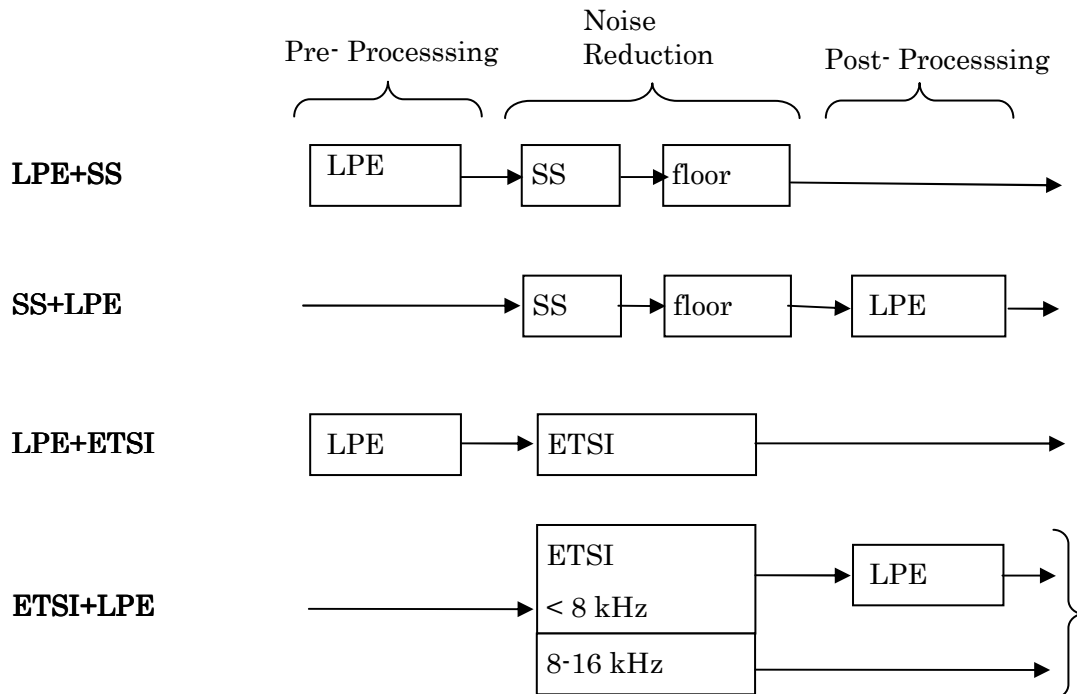 Noise
Reduction
Pre- Processsing
Post- Processsing
LPE+SS
LPE
SS
floor
SS+LPE
SS
floor
LPE
LPE+ETSI
LPE
ETSI
ETSI+LPE
ETSI
< 8 kHz
LPE
8-16 kHz